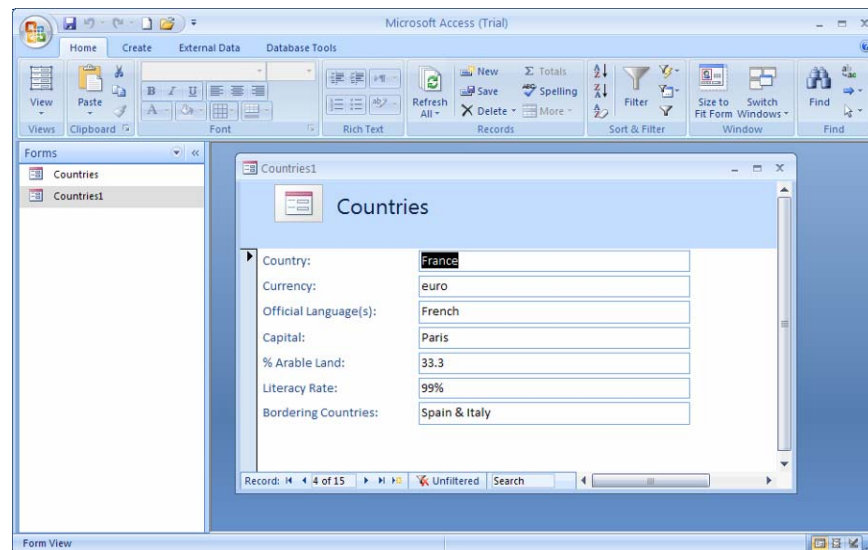 Microsoft Access (Trial)
Home Create External Data Database Tools
View
Paste
B I U
A
Refresh All
New
Save
Delete
Σ Totals
Spelling
More
Filter
Size to Fit Form
Switch Windows
Find
Views Clipboard Font Rich Text Records Sort & Filter Window Find
Forms
Countries
Countries1
Countries1
Countries
Country: France
Currency: euro
Official Language(s): French
Capital: Paris
% Arable Land: 33.3
Literacy Rate: 99%
Bordering Countries: Spain & Italy
Record: 4 of 15 Unfiltered Search
Form View